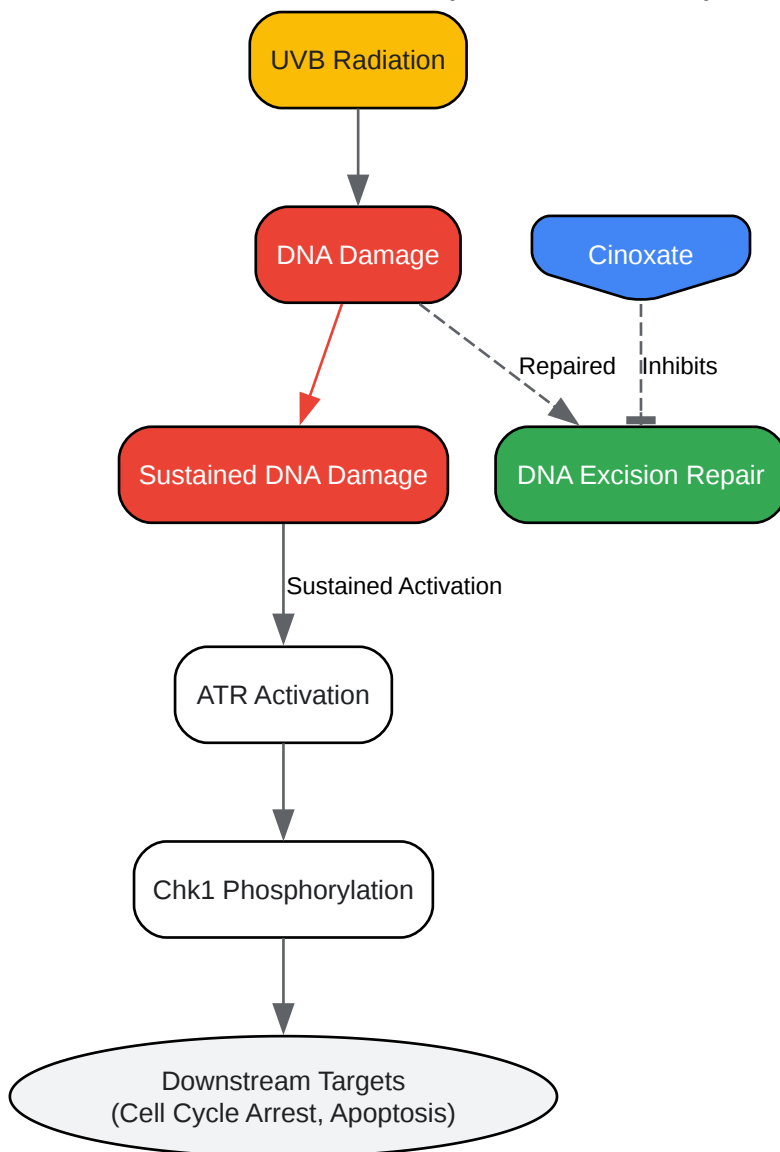 UVB Radiation
DNA Damage
Cinoxate
Repaired
Inhibits
Sustained DNA Damage
DNA Excision Repair
Sustained Activation
ATR Activation
Chk1 Phosphorylation
Downstream Targets
(Cell Cycle Arrest, Apoptosis)